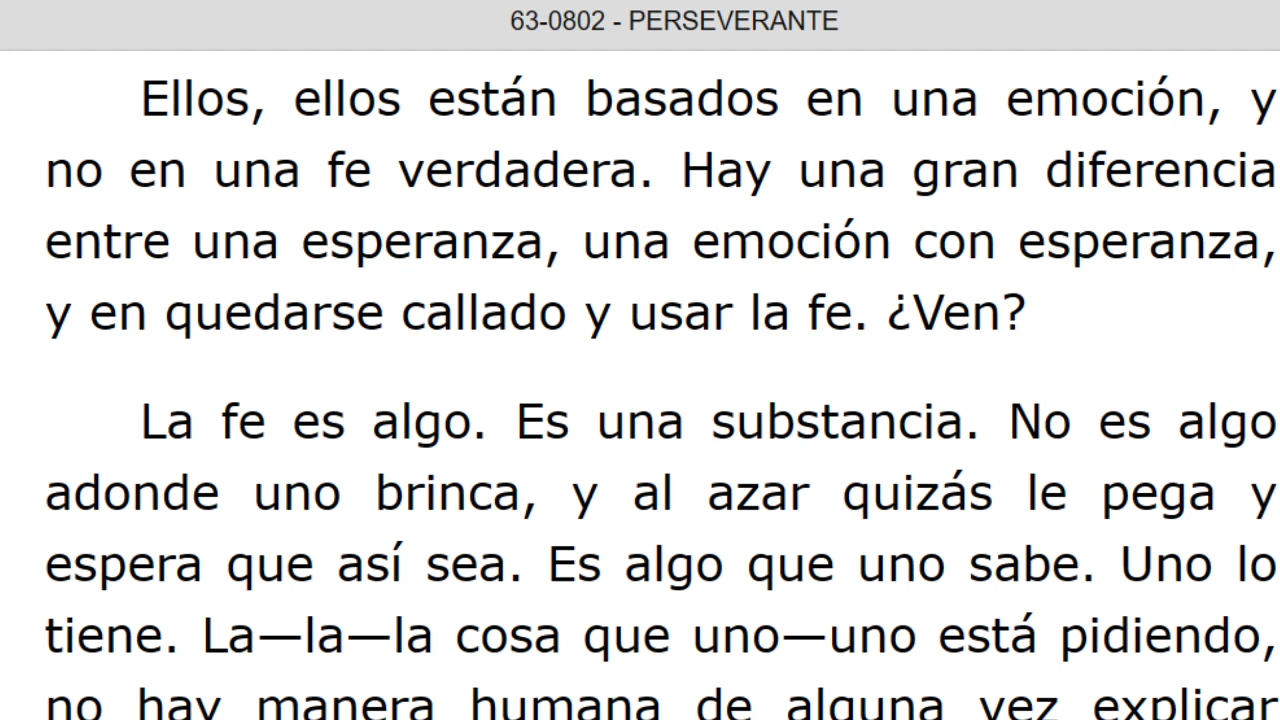 63-0802 - PERSEVERANTE
Ellos, ellos están basados en una emoción, y
no en una fe verdadera. Hay una gran diferencia
entre una esperanza, una emoción con esperanza,
y en quedarse callado y usar la fe. ¿Ven?
La fe es algo. Es una substancia. No es algo
adonde uno brinca, y al azar quizás le pega y
espera que así sea. Es algo que uno sabe. Uno lo
tiene. La—la—la cosa que uno—uno está pidiendo,
no hay manera humana de alguna vez explicar